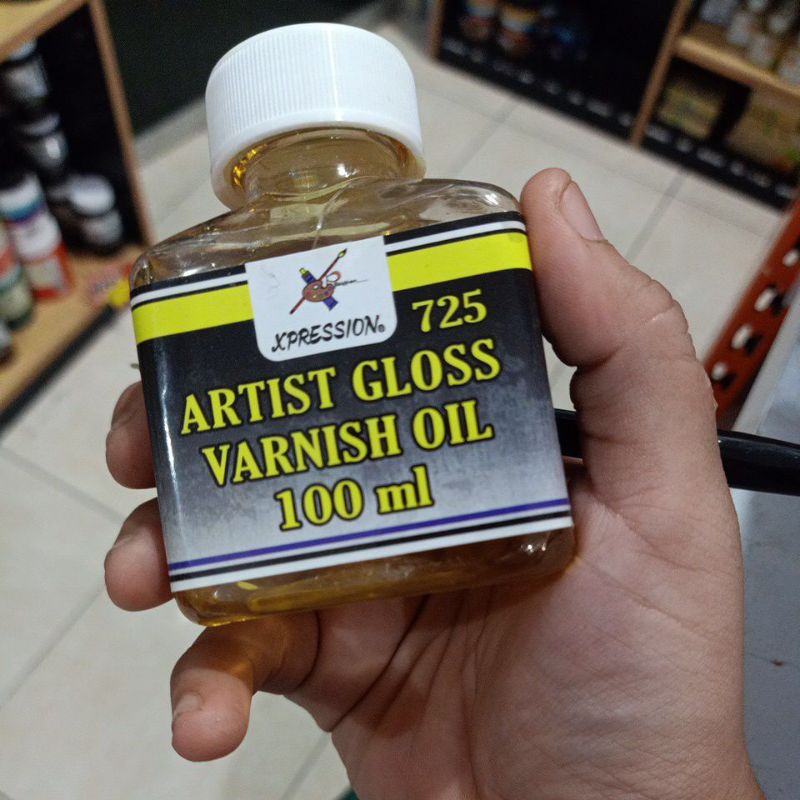 XPRESSION®
725
ARTIST GLOSS
VARNISH OIL
100 ml